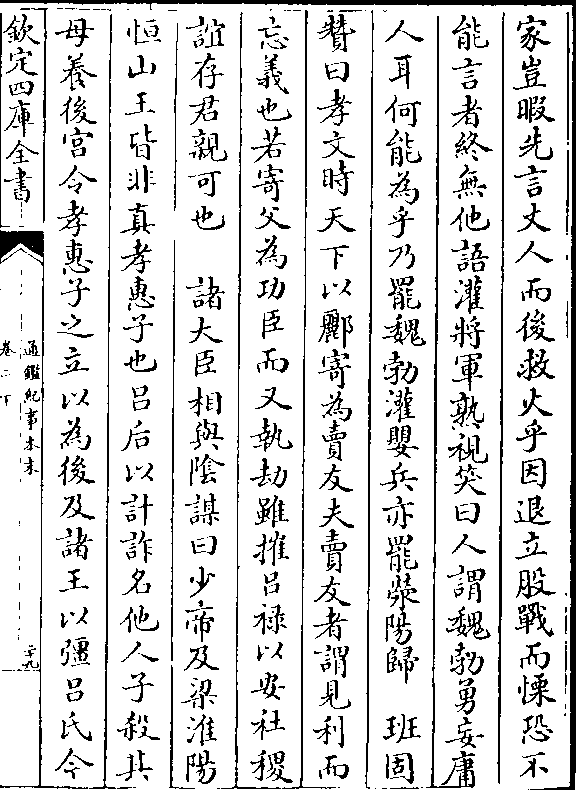 家豈暇先言丈人而後救火乎因退立股戰而慄恐不
能言者終無他語灌將軍熟視笑曰人謂魏勃勇妄庸
人耳何能為乎乃罷魏勃灌嬰兵亦罷滎陽歸　班固
贊曰孝文時天下以酈寄為賣友夫賣友者謂見利而
忘義也若寄父為功臣而又執劫雖摧呂禄以安社稷
誼存君親可也　諸大臣相與陰謀曰少帝及梁淮陽
恒山王皆非真孝惠子也呂后以計詐名他人子殺其
母養後宫令孝惠子之立以為後及諸王以彊呂氏今
欽定四庫全書
通鑑紀事本末
卷二下
二十九